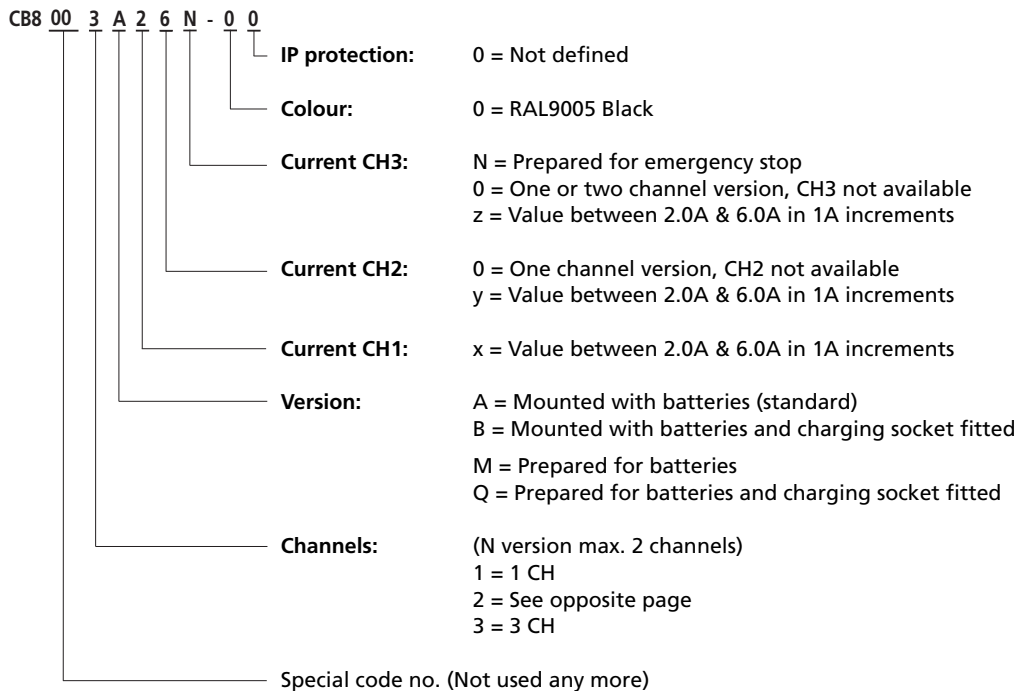 CB8 00 3 A 2 6 N - 0 0
IP protection: 0 = Not defined
Colour: 0 = RAL9005 Black
Current CH3: N = Prepared for emergency stop
0 = One or two channel version, CH3 not available
z = Value between 2.0A & 6.0A in 1A increments
Current CH2: 0 = One channel version, CH2 not available
y = Value between 2.0A & 6.0A in 1A increments
Current CH1: x = Value between 2.0A & 6.0A in 1A increments
Version: A = Mounted with batteries (standard)
B = Mounted with batteries and charging socket fitted
M = Prepared for batteries
Q = Prepared for batteries and charging socket fitted
Channels: (N version max. 2 channels)
1 = 1 CH
2 = See opposite page
3 = 3 CH
Special code no. (Not used any more)